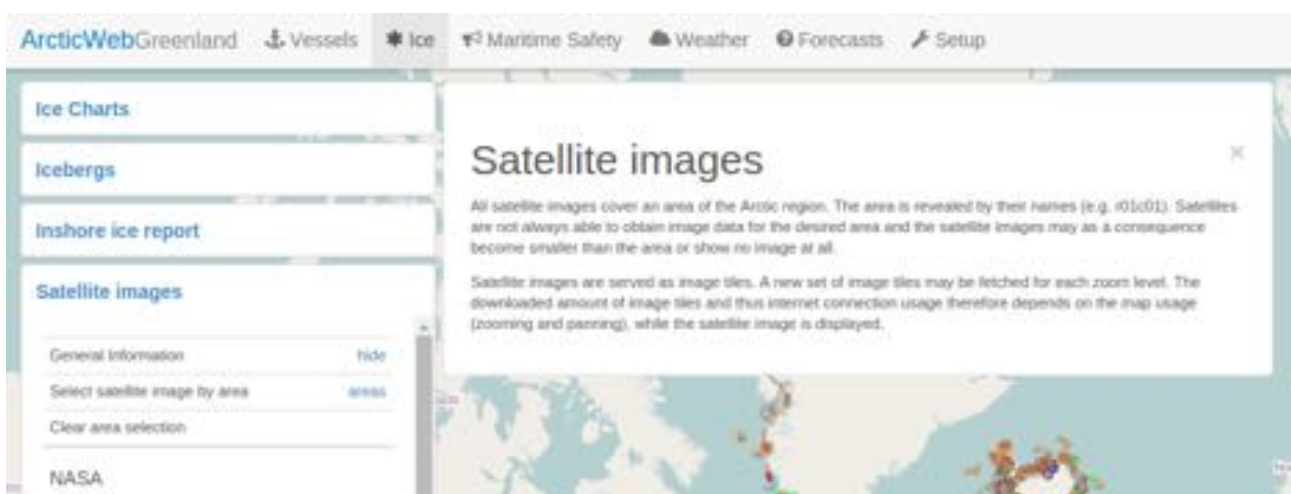 ArcticWebGreenland Vessels Ice Maritime Safety Weather Forecasts Setup
Ice Charts
Icebergs
Inshore ice report
Satellite images
General Information hide
Select satellite image by area areas
Clear area selection
NASA
Satellite images ×
All satellite images cover an area of the Arctic region. The area is revealed by their names (e.g. r01c01). Satellites
are not always able to obtain image data for the desired area and the satellite images may as a consequence
become smaller than the area or show no image at all.
Satellite images are served as image tiles. A new set of image tiles may be fetched for each zoom level. The
downloaded amount of image tiles and thus internet connection usage therefore depends on the map usage
(zooming and panning), while the satellite image is displayed.